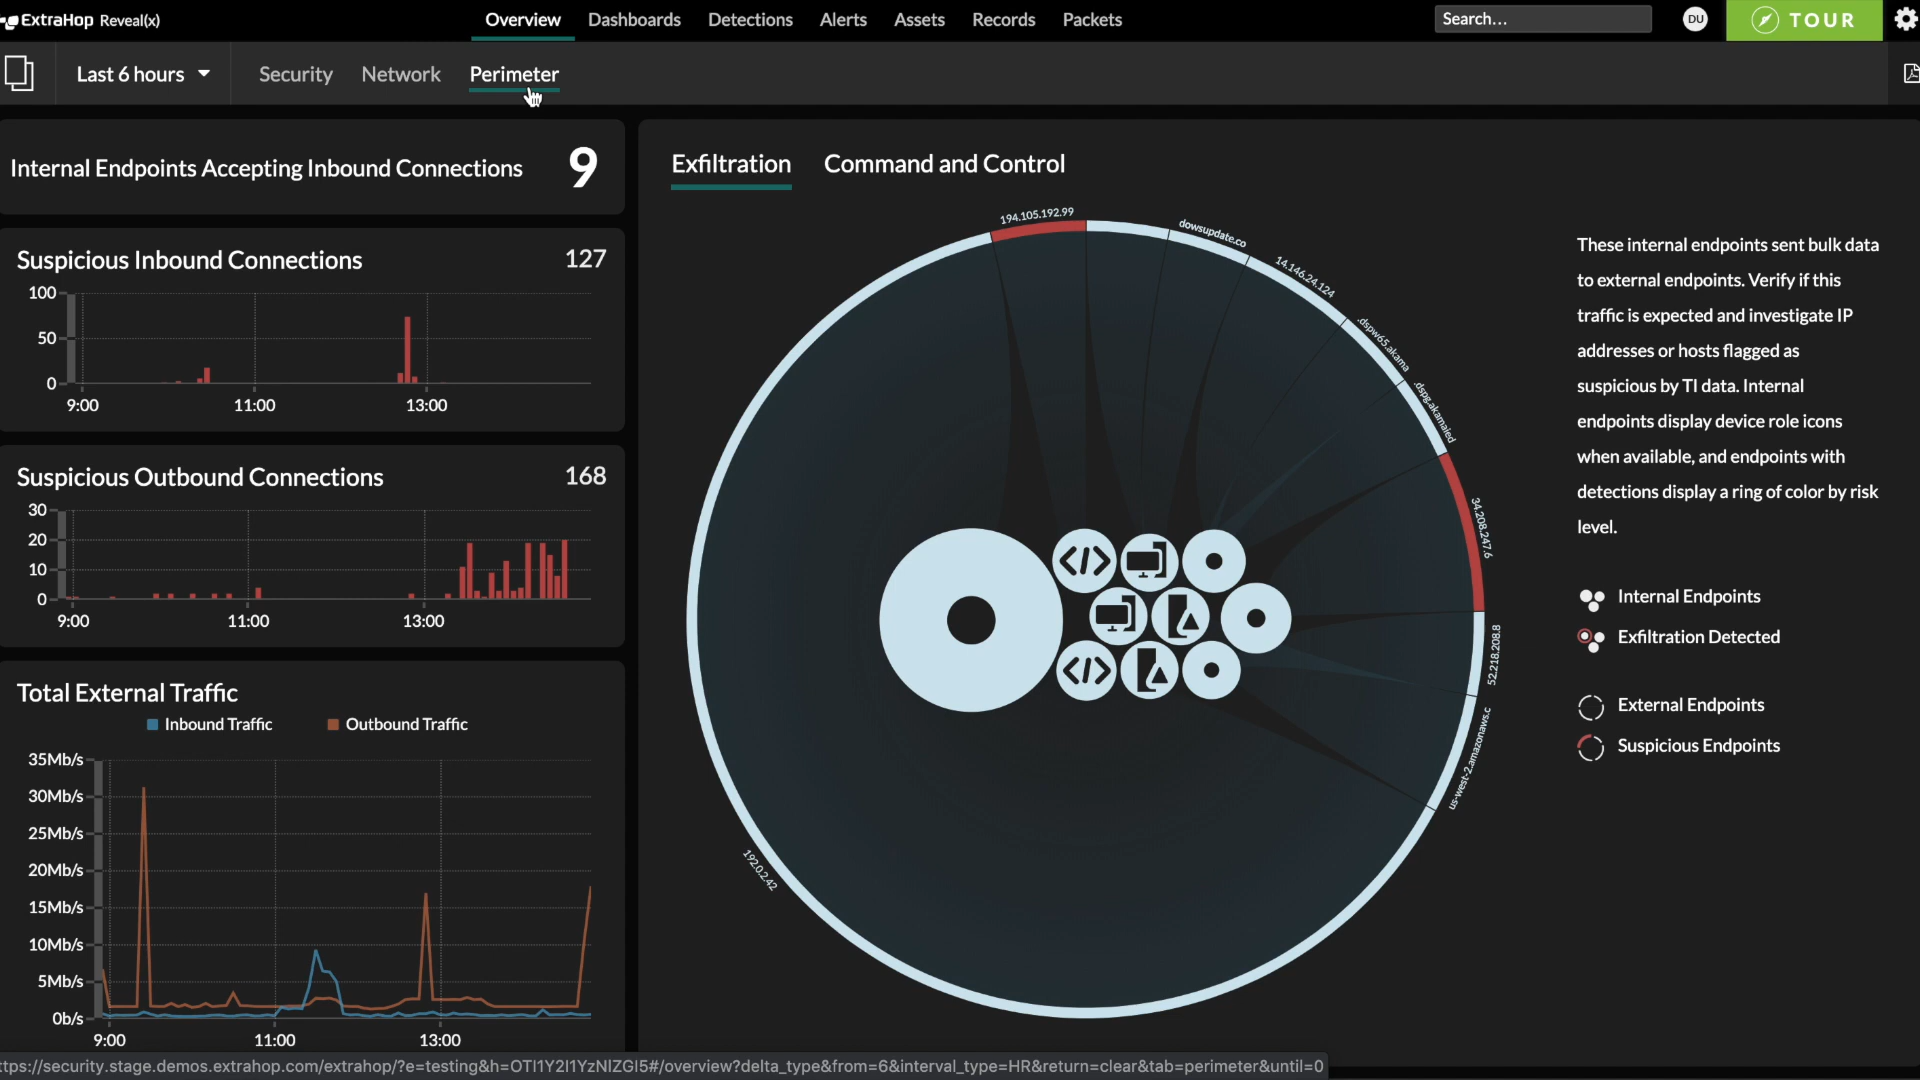 ExtraHop Reveal(x)
Overview Dashboards Detections Alerts Assets Records Packets
Search...
DU
TOUR
Last 6 hours
Security Network Perimeter
Internal Endpoints Accepting Inbound Connections 9
Suspicious Inbound Connections 127
100
50
0
9:00 11:00 13:00
Suspicious Outbound Connections 168
30
20
10
0
9:00 11:00 13:00
Total External Traffic
Inbound Traffic Outbound Traffic
35Mb/s
30Mb/s
25Mb/s
20Mb/s
15Mb/s
10Mb/s
5Mb/s
0b/s
9:00 11:00 13:00
Exfiltration Command and Control
194.105.192.99
dowsupdate.co
14.146.24.124
.dspw65.akama
.dspg.akamaied
34.208.247.6
52.218.208.8
us-west-2.amazonaws.c
192.0.2.42
These internal endpoints sent bulk data
to external endpoints. Verify if this
traffic is expected and investigate IP
addresses or hosts flagged as
suspicious by TI data. Internal
endpoints display device role icons
when available, and endpoints with
detections display a ring of color by risk
level.
Internal Endpoints
Exfiltration Detected
External Endpoints
Suspicious Endpoints
ttps://security.stage.demos.extrahop.com/extrahop/?e=testing&h=OTI1Y2I1YzNlZGI5#/overview?delta_type&from=6&interval_type=HR&return=clear&tab=perimeter&until=0